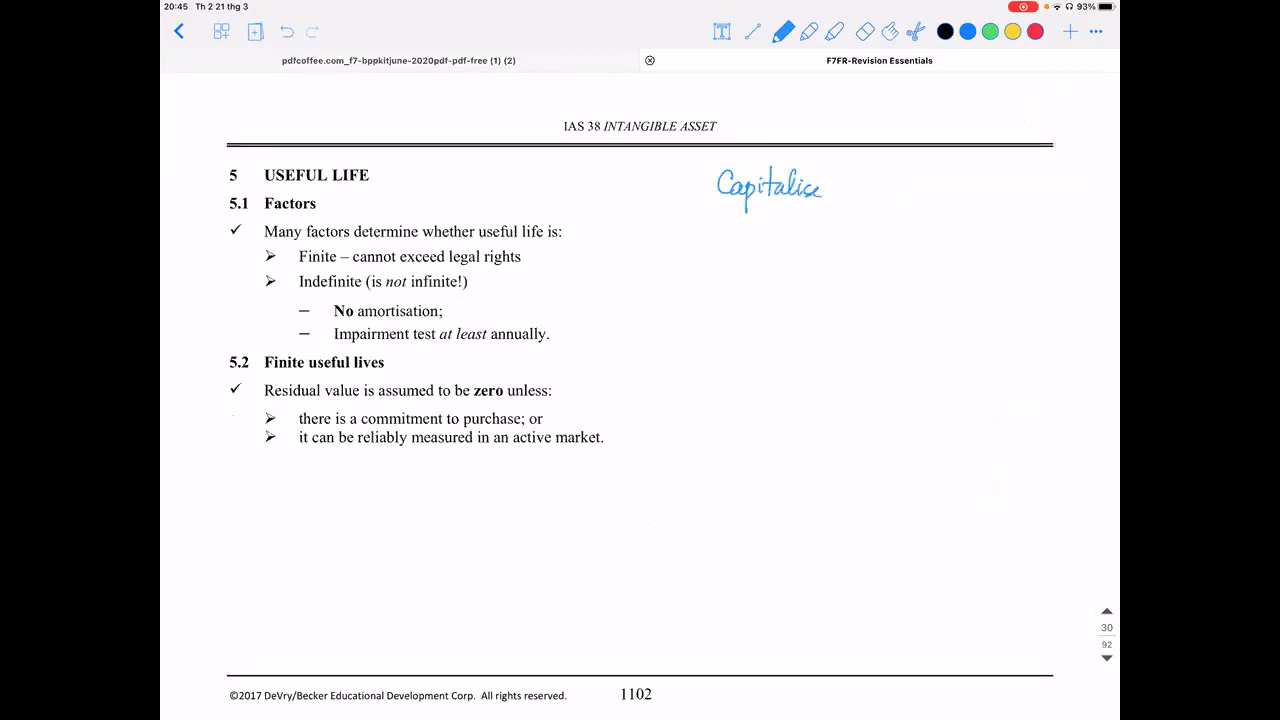 20:45 Th 2 21 thg 3
93%
pdfcoffee.com_f7-bppkitjune-2020pdf-pdf-free (1) (2)
F7FR-Revision Essentials
IAS 38 INTANGIBLE ASSET
5 USEFUL LIFE
Capitalise
5.1 Factors
✓ Many factors determine whether useful life is:
➢ Finite – cannot exceed legal rights
➢ Indefinite (is not infinite!)
– No amortisation;
– Impairment test at least annually.
5.2 Finite useful lives
✓ Residual value is assumed to be zero unless:
➢ there is a commitment to purchase; or
➢ it can be reliably measured in an active market.
30
92
©2017 DeVry/Becker Educational Development Corp. All rights reserved. 1102